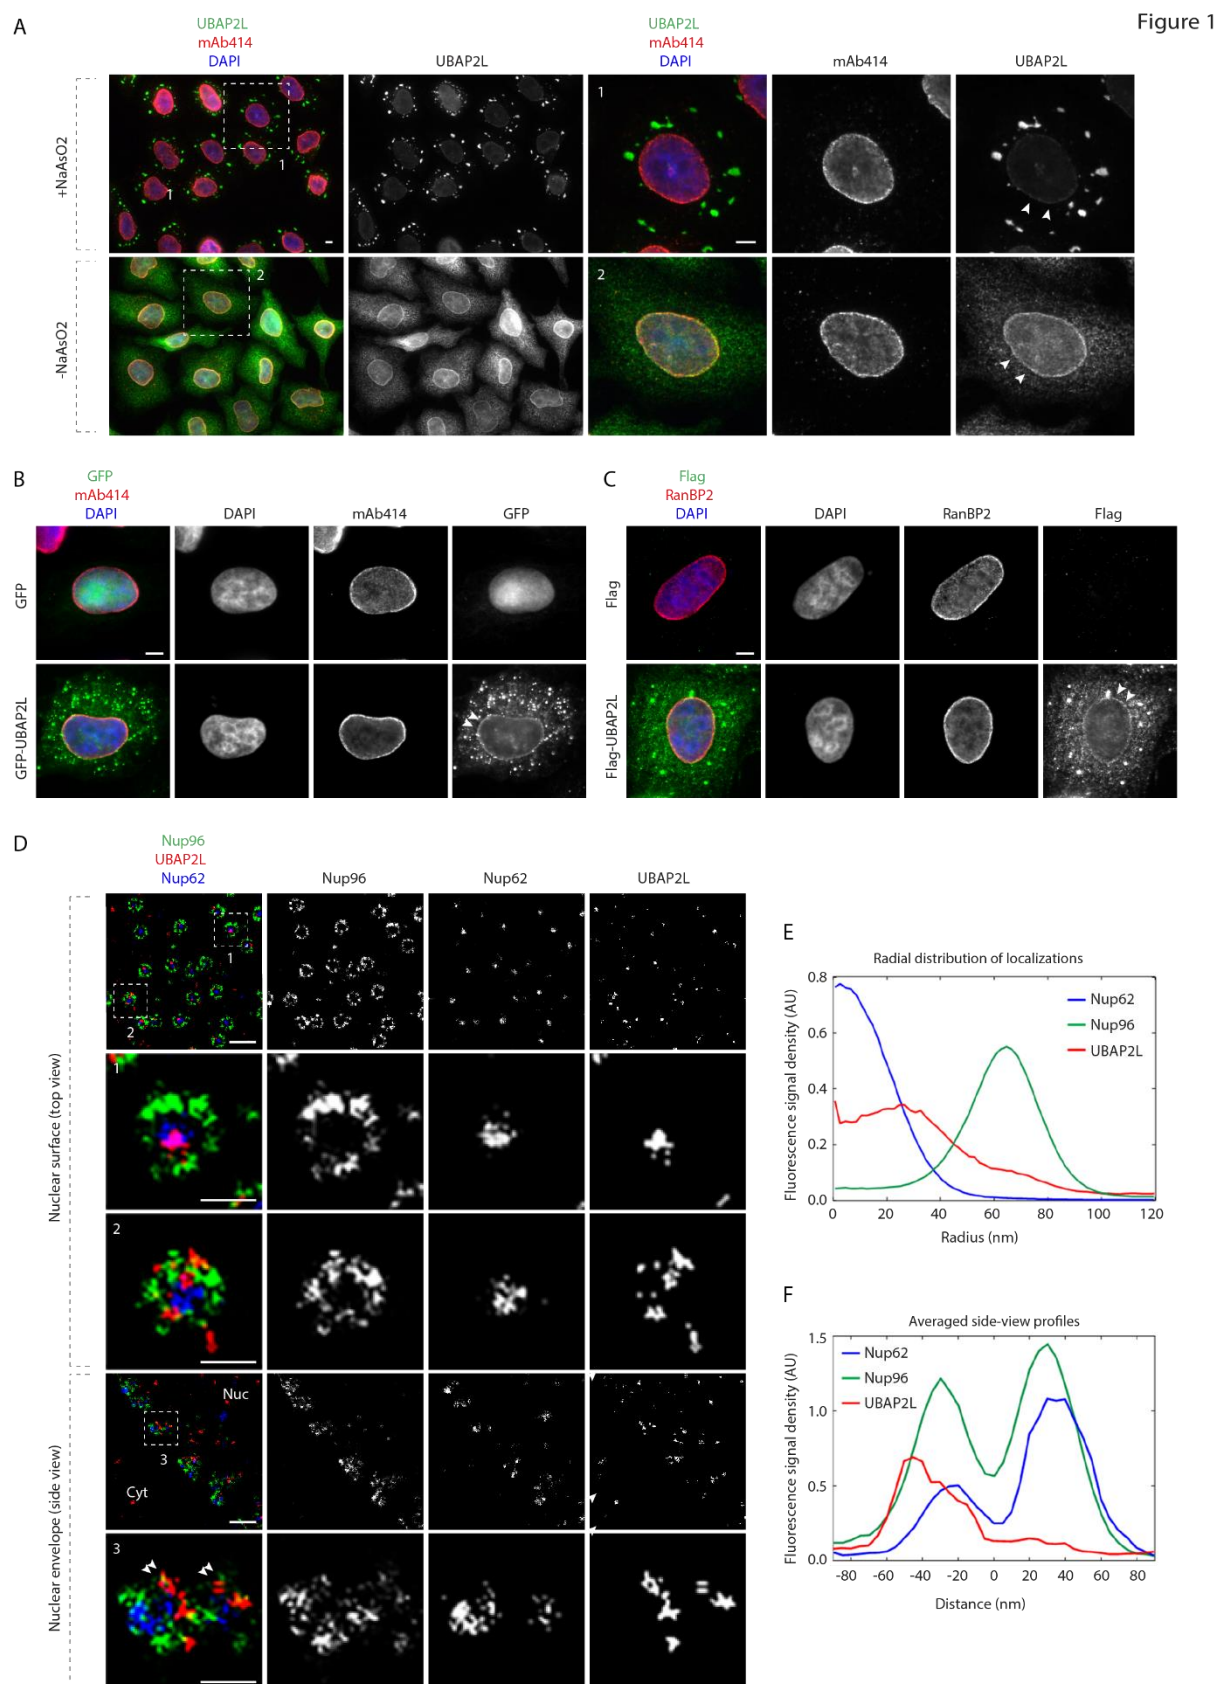 Figure 1
A
UBAP2L
mAb414
DAPI
UBAP2L
UBAP2L
mAb414
DAPI
mAb414
UBAP2L
+NaAsO2
1
1
1
-NaAsO2
2
2
B
GFP
mAb414
DAPI
DAPI
mAb414
GFP
GFP
GFP-UBAP2L
C
Flag
RanBP2
DAPI
DAPI
RanBP2
Flag
Flag
Flag-UBAP2L
D
Nup96
UBAP2L
Nup62
Nup96
Nup62
UBAP2L
Nuclear surface (top view)
1
2
1
2
Nuclear envelope (side view)
Nuc
3
Cyt
3
E
Radial distribution of localizations
Fluorescence signal density (AU)
0.8
0.6
0.4
0.2
0.0
Nup62
Nup96
UBAP2L
0 20 40 60 80 100 120
Radius (nm)
F
Averaged side-view profiles
Fluorescence signal density (AU)
1.5
1.0
0.5
0.0
Nup62
Nup96
UBAP2L
-80 -60 -40 -20 0 20 40 60 80
Distance (nm)